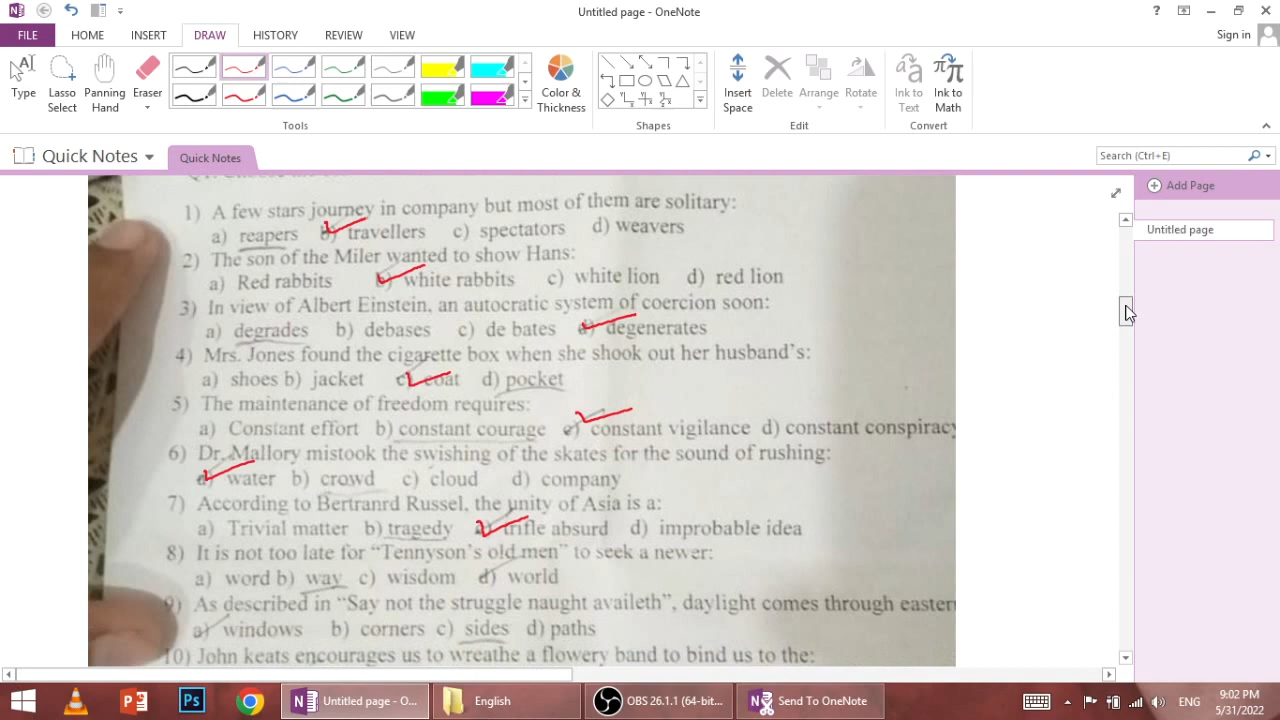 Untitled page - OneNote
FILE HOME INSERT DRAW HISTORY REVIEW VIEW
Sign in
Type Lasso Select Panning Hand Eraser Color & Thickness Insert Space Delete Arrange Rotate Ink to Text Ink to Math
Tools Shapes Edit Convert
Quick Notes Quick Notes Search (Ctrl+E)
Add Page
Untitled page
1) A few stars journey in company but most of them are solitary:
a) reapers b) travellers c) spectators d) weavers
2) The son of the Miler wanted to show Hans:
a) Red rabbits b) white rabbits c) white lion d) red lion
3) In view of Albert Einstein, an autocratic system of coercion soon:
a) degrades b) debases c) de bates d) degenerates
4) Mrs. Jones found the cigarette box when she shook out her husband's:
a) shoes b) jacket c) coat d) pocket
5) The maintenance of freedom requires:
a) Constant effort b) constant courage c) constant vigilance d) constant conspiracy
6) Dr. Mallory mistook the swishing of the skates for the sound of rushing:
a) water b) crowd c) cloud d) company
7) According to Bertranrd Russel, the unity of Asia is a:
a) Trivial matter b) tragedy trifle absurd d) improbable idea
8) It is not too late for "Tennyson's old men" to seek a newer:
a) word b) way c) wisdom d) world
9) As described in "Say not the struggle naught availeth", daylight comes through eastern
a) windows b) corners c) sides d) paths
10) John keats encourages us to wreathe a flowery band to bind us to the:
Untitled page - O... English OBS 26.1.1 (64-bit... Send To OneNote ENG 9:02 PM
5/31/2022